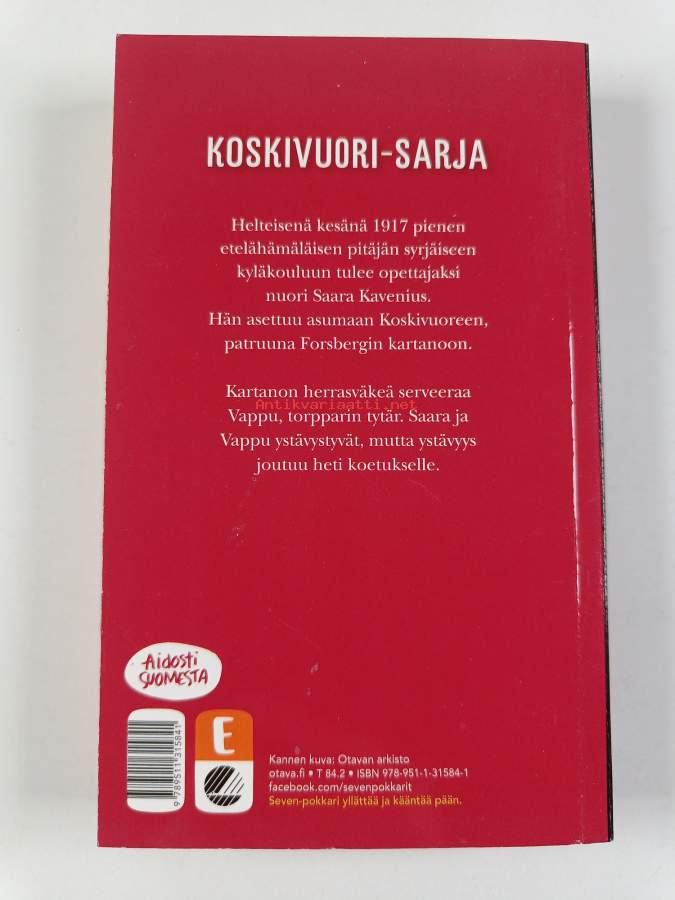 KOSKIVUORI-SARJA
Helteisenä kesänä 1917 pienen
etelähämäläisen pitäjän syrjäiseen
kyläkouluun tulee opettajaksi
nuori Saara Kavenius.
Hän asettuu asumaan Koskivuoreen,
patruuna Forsbergin kartanoon.
Kartanon herrasväkeä serveeraa
Antikvariaatti.net
Vappu, torpparin tytär. Saara ja
Vappu ystävystyvät, mutta ystävyys
joutuu heti koetukselle.
Aidosti
SUOMESTA
9 789511 315841
E
Kannen kuva: Otavan arkisto
otava.fi • T 84.2 • ISBN 978-951-1-31584-1
facebook.com/sevenpokkarit
Seven-pokkari yllättää ja kääntää pään.